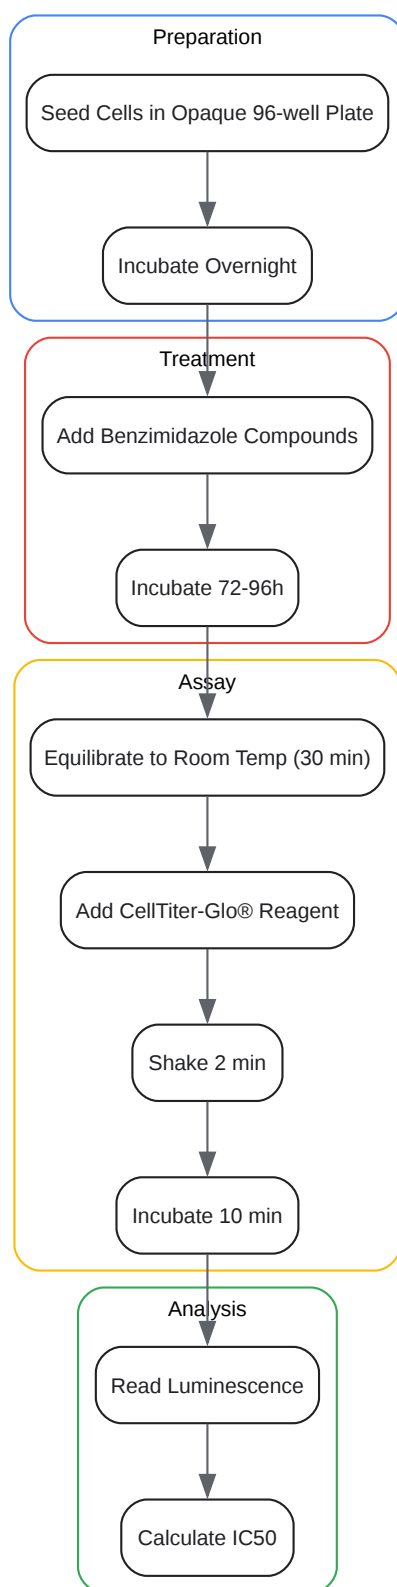 Preparation
Seed Cells in Opaque 96-well Plate
Incubate Overnight
Treatment
Add Benzimidazole Compounds
Incubate 72-96h
Assay
Equilibrate to Room Temp (30 min)
Add CellTiter-Glo® Reagent
Shake 2 min
Incubate 10 min
Analysis
Read Luminescence
Calculate IC50